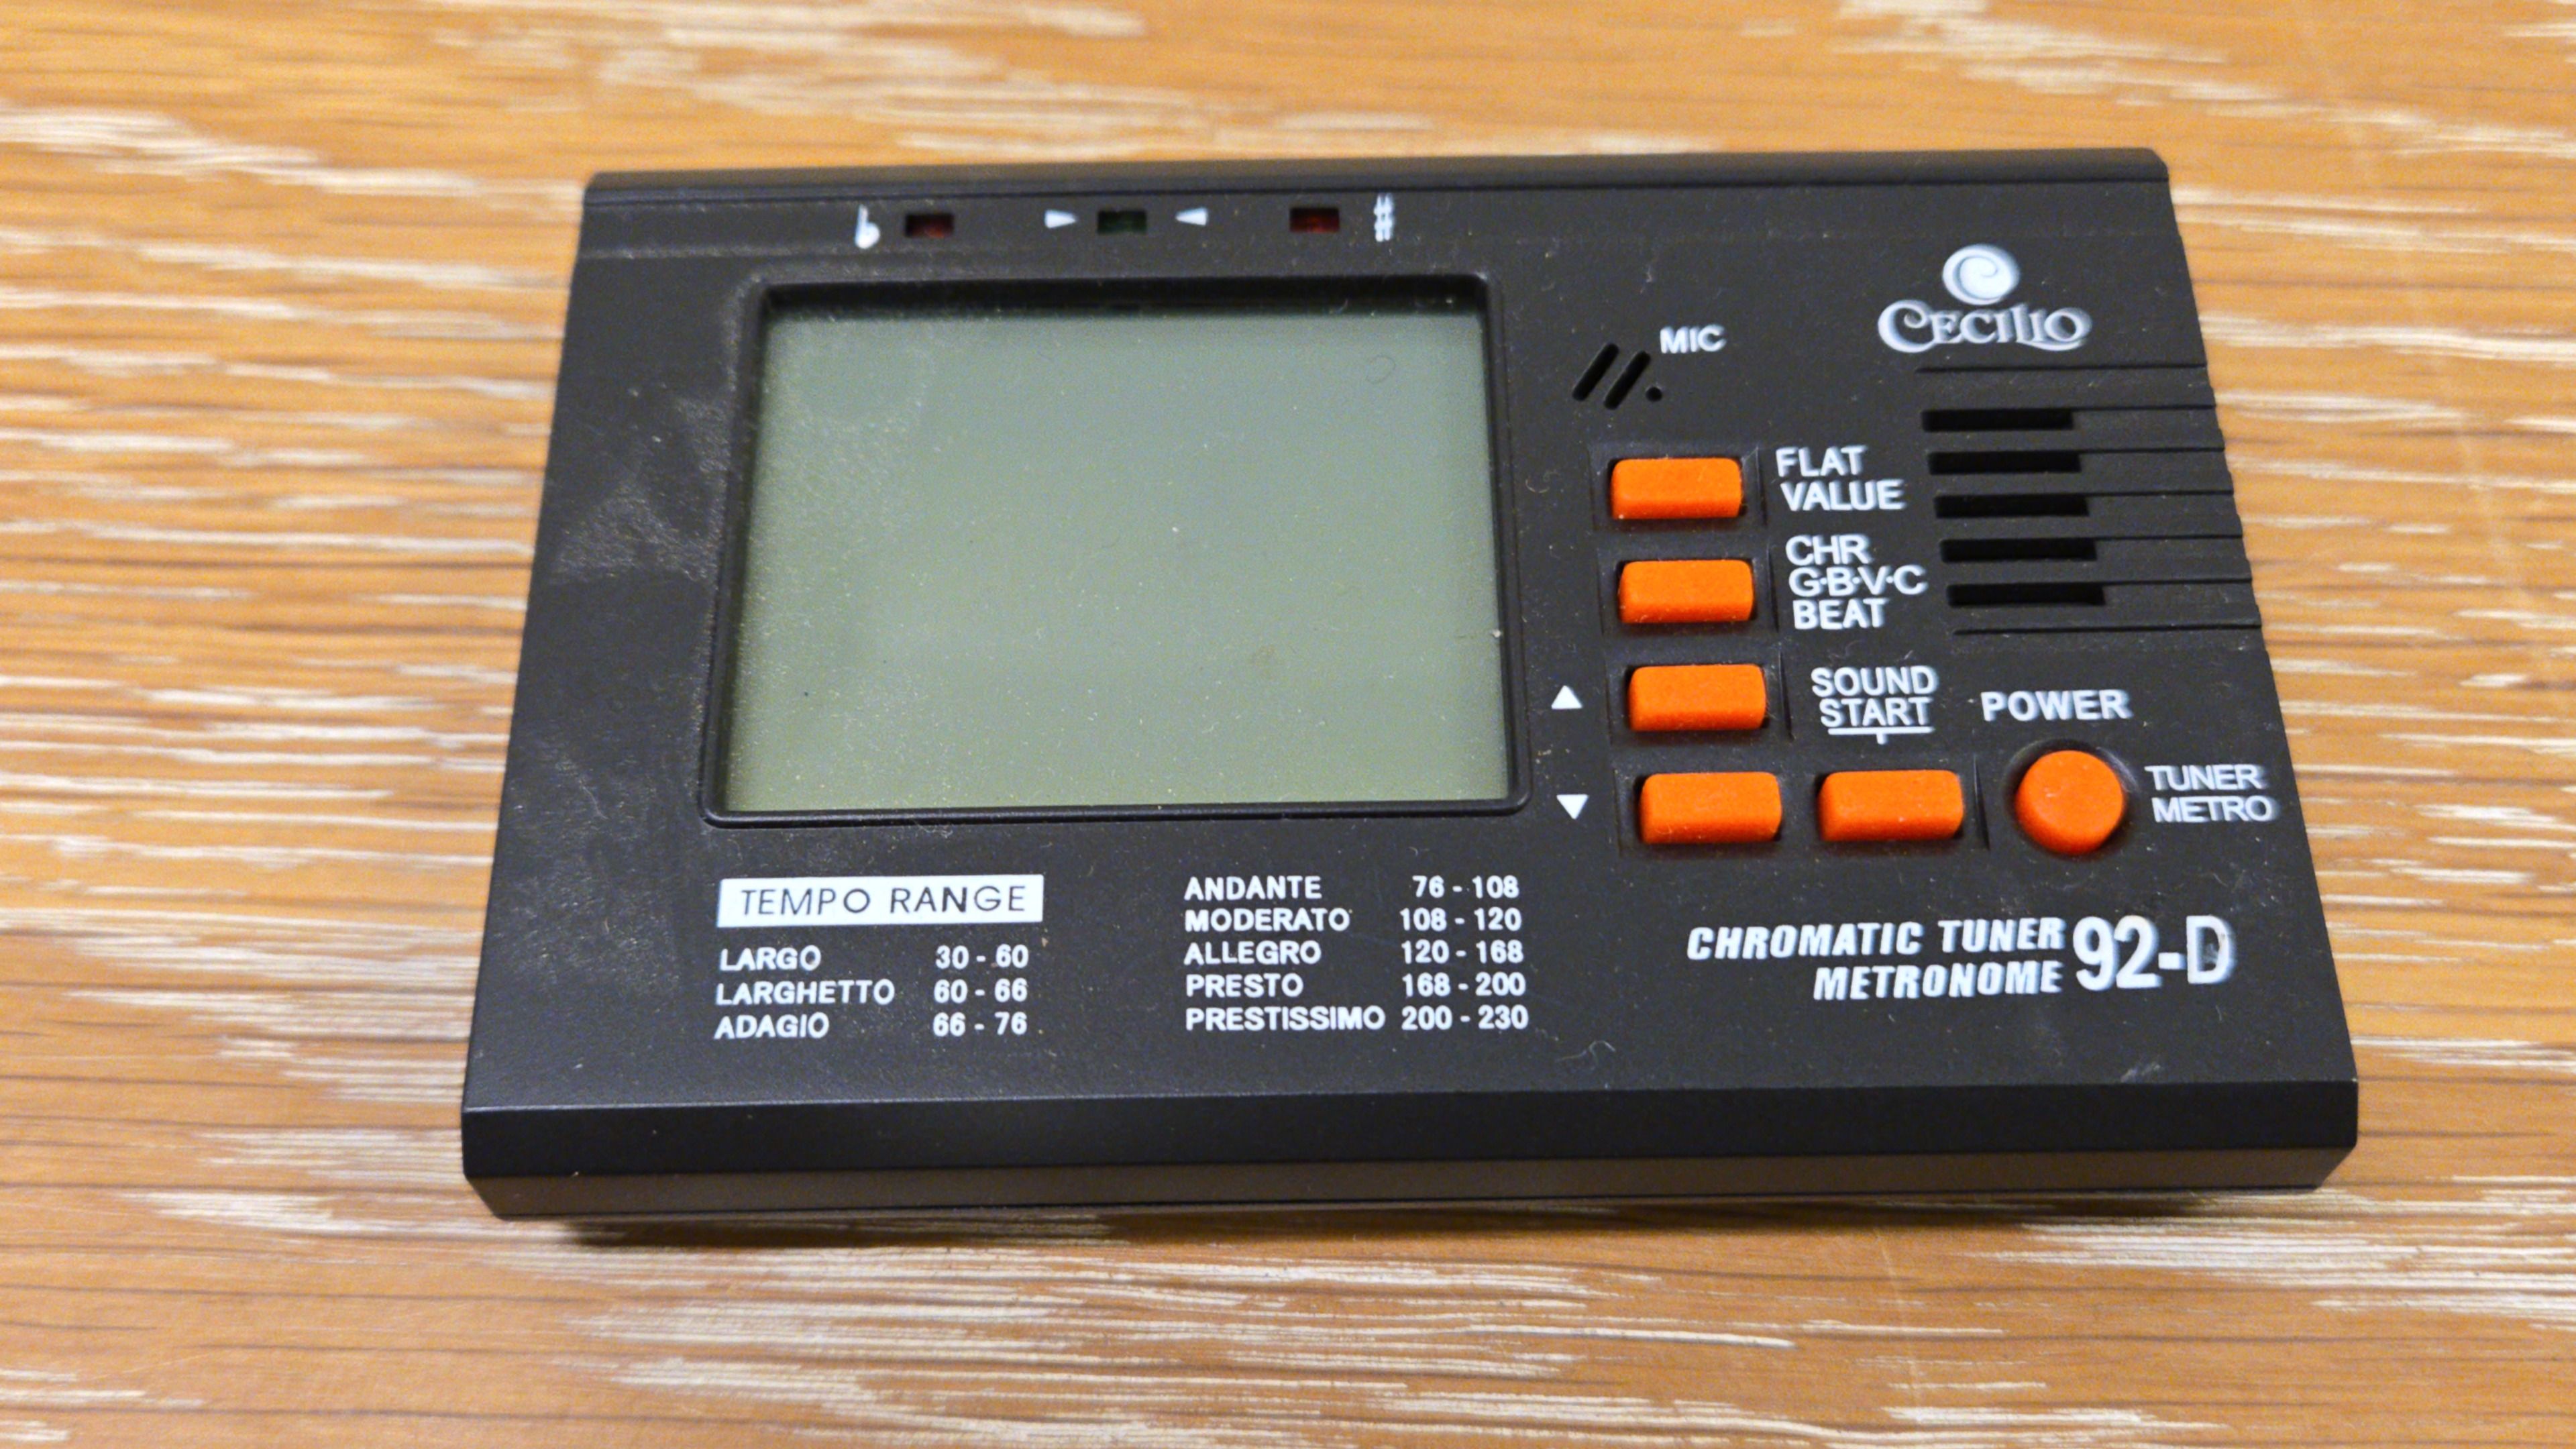 ♭ ♯
CECILIO
MIC
FLAT
VALUE
CHR
G·B·V·C
BEAT
SOUND
START
POWER
TUNER
METRO
TEMPO RANGE
LARGO 30 - 60
LARGHETTO 60 - 66
ADAGIO 66 - 76
ANDANTE 76 - 108
MODERATO 108 - 120
ALLEGRO 120 - 168
PRESTO 168 - 200
PRESTISSIMO 200 - 230
CHROMATIC TUNER
METRONOME 92-D